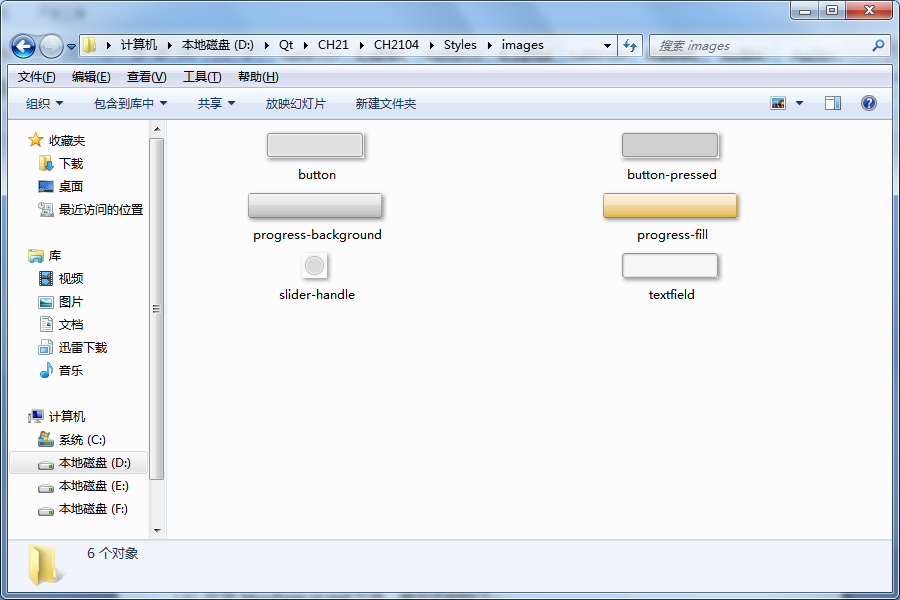 计算机 本地磁盘 (D:) Qt CH21 CH2104 Styles images
搜索 images
文件(F) 编辑(E) 查看(V) 工具(T) 帮助(H)
组织 包含到库中 共享 放映幻灯片 新建文件夹
收藏夹
下载
桌面
最近访问的位置
库
视频
图片
文档
迅雷下载
音乐
计算机
系统 (C:)
本地磁盘 (D:)
本地磁盘 (E:)
本地磁盘 (F:)
button
button-pressed
progress-background
progress-fill
slider-handle
textfield
6 个对象